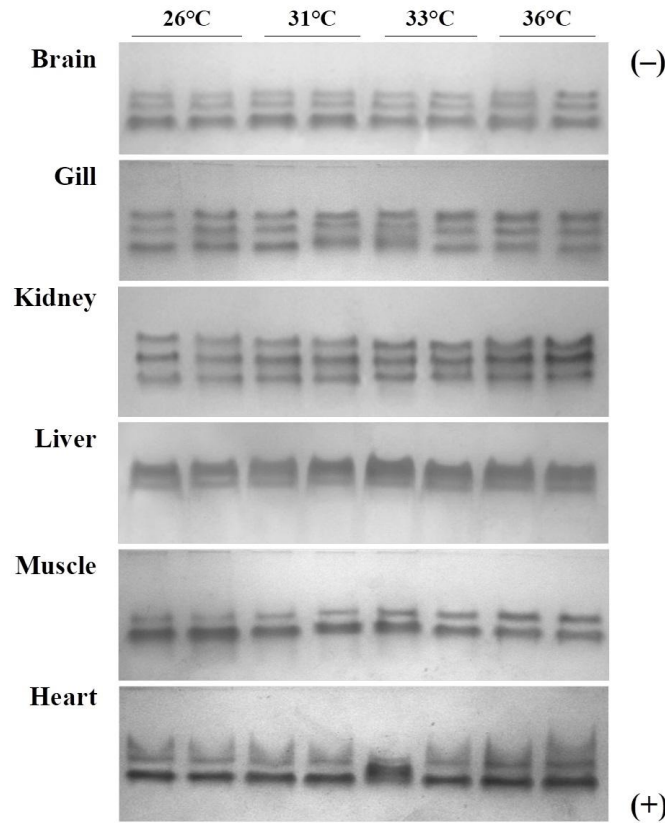 26°C 31°C 33°C 36°C
Brain (–)
Gill
Kidney
Liver
Muscle
Heart
(+)